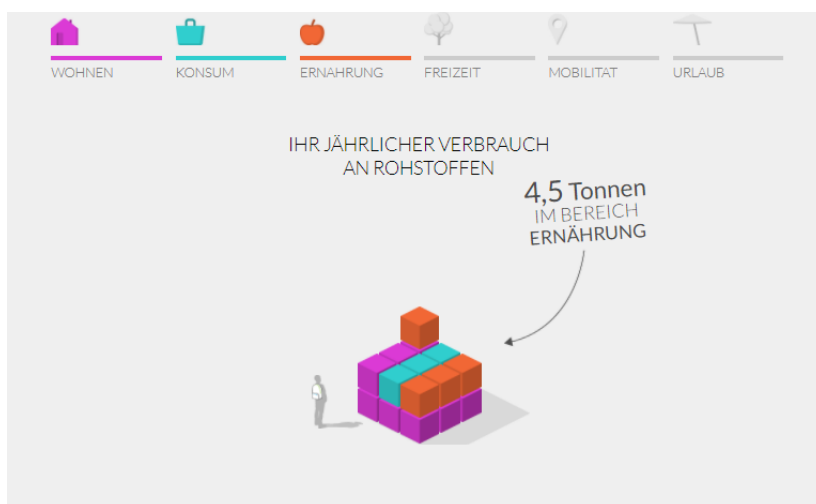 WOHNEN
KONSUM
ERNAHRUNG
FREIZEIT
MOBILITAT
URLAUB
IHR JÄHRLICHER VERBRAUCH
AN ROHSTOFFEN
4,5 Tonnen
IM BEREICH
ERNÄHRUNG